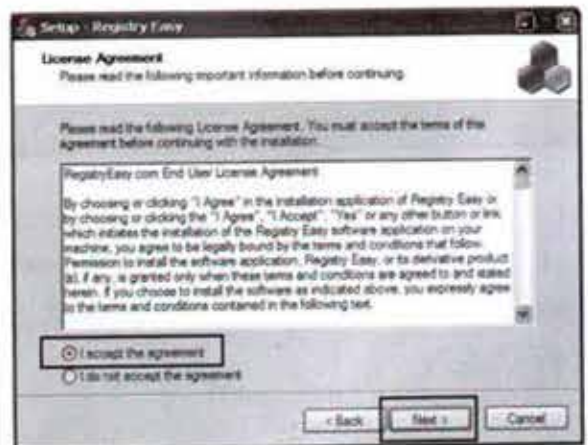 Setup - Registry Easy
License Agreement
Please read the following important information before continuing.
Please read the following License Agreement. You must accept the terms of this
agreement before continuing with the installation.
RegistryEasy.com End User License Agreement
By choosing or clicking "I Agree" in the installation application of Registry Easy or
by choosing or clicking the "I Agree", "I Accept", "Yes" or any other button or link,
which initiates the installation of the Registry Easy software application on your
machine, you agree to be legally bound by the terms and conditions that follow.
Permission to install the software application, Registry Easy, or its derivative product
(s), if any, is granted only when these terms and conditions are agreed to and stated
herein. If you choose to install the software as indicated above, you expressly agree
to the terms and conditions contained in the following text.
I accept the agreement
I do not accept the agreement
< Back
Next >
Cancel